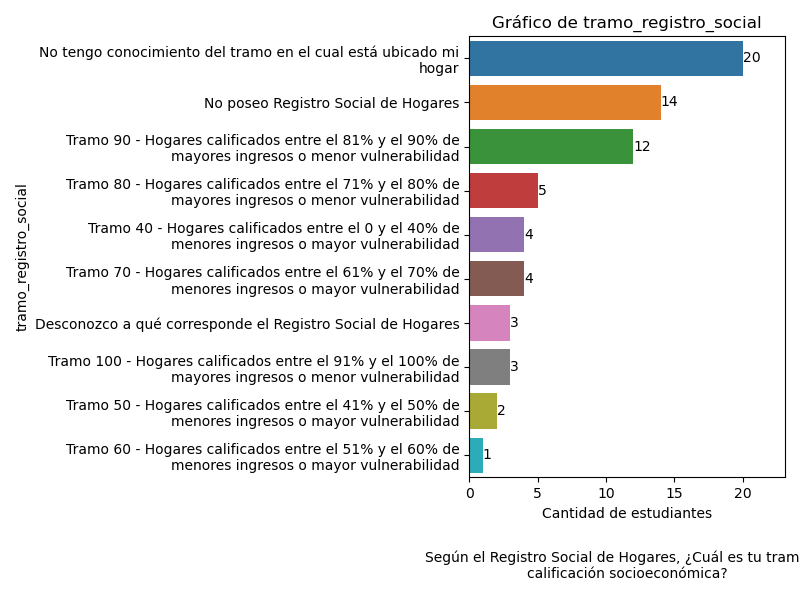 Gráfico de tramo_registro_social
No tengo conocimiento del tramo en el cual está ubicado mi
hogar
20
No poseo Registro Social de Hogares
14
Tramo 90 - Hogares calificados entre el 81% y el 90% de
mayores ingresos o menor vulnerabilidad
12
Tramo 80 - Hogares calificados entre el 71% y el 80% de
mayores ingresos o menor vulnerabilidad
5
Tramo 40 - Hogares calificados entre el 0 y el 40% de
menores ingresos o mayor vulnerabilidad
4
Tramo 70 - Hogares calificados entre el 61% y el 70% de
menores ingresos o mayor vulnerabilidad
4
Desconozco a qué corresponde el Registro Social de Hogares
3
Tramo 100 - Hogares calificados entre el 91% y el 100% de
mayores ingresos o menor vulnerabilidad
3
Tramo 50 - Hogares calificados entre el 41% y el 50% de
menores ingresos o mayor vulnerabilidad
2
Tramo 60 - Hogares calificados entre el 51% y el 60% de
menores ingresos o mayor vulnerabilidad
1
tramo_registro_social
0 5 10 15 20
Cantidad de estudiantes
Según el Registro Social de Hogares, ¿Cuál es tu tram
calificación socioeconómica?